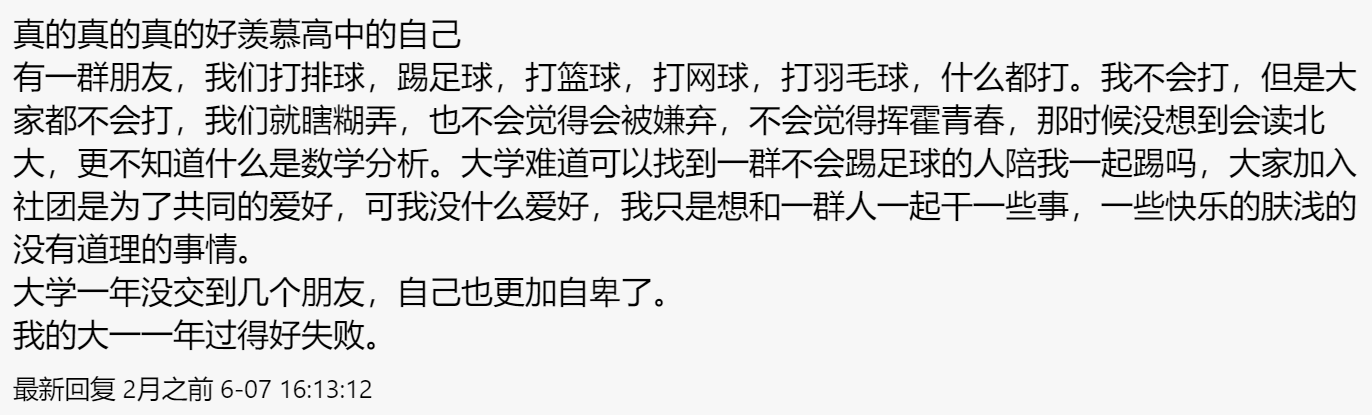 真的真的真的好羡慕高中的自己
有一群朋友，我们打排球，踢足球，打篮球，打网球，打羽毛球，什么都打。我不会打，但是大
家都不会打，我们就瞎糊弄，也不会觉得会被嫌弃，不会觉得挥霍青春，那时候没想到会读北
大，更不知道什么是数学分析。大学难道可以找到一群不会踢足球的人陪我一起踢吗，大家加入
社团是为了共同的爱好，可我没什么爱好，我只是想和一群人一起干一些事，一些快乐的肤浅的
没有道理的事情。
大学一年没交到几个朋友，自己也更加自卑了。
我的大一一年过得好失败。
最新回复 2月之前 6-07 16:13:12